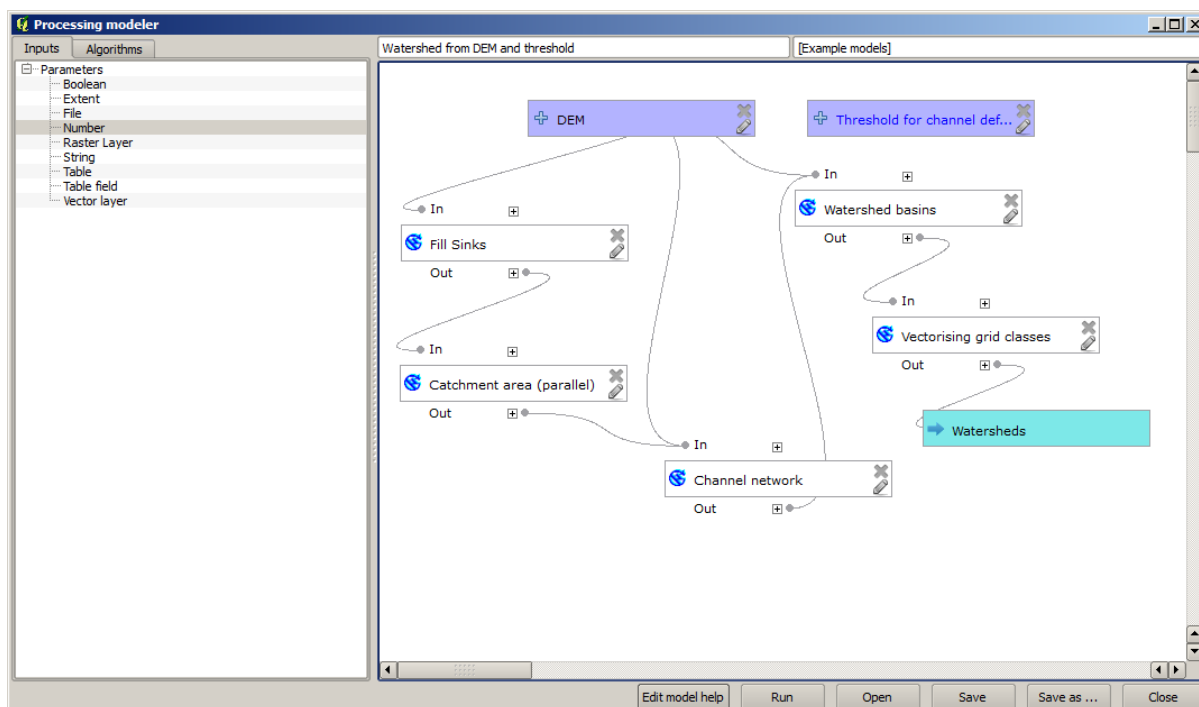 Processing modeler
Inputs
Algorithms
Parameters
Boolean
Extent
File
Number
Raster Layer
String
Table
Table field
Vector layer
Watershed from DEM and threshold
[Example models]
DEM
Threshold for channel def...
In
Watershed basins
Out
In
Fill Sinks
Out
In
Vectorising grid classes
Out
In
Catchment area (parallel)
Out
Watersheds
In
Channel network
Out
Edit model help
Run
Open
Save
Save as ...
Close